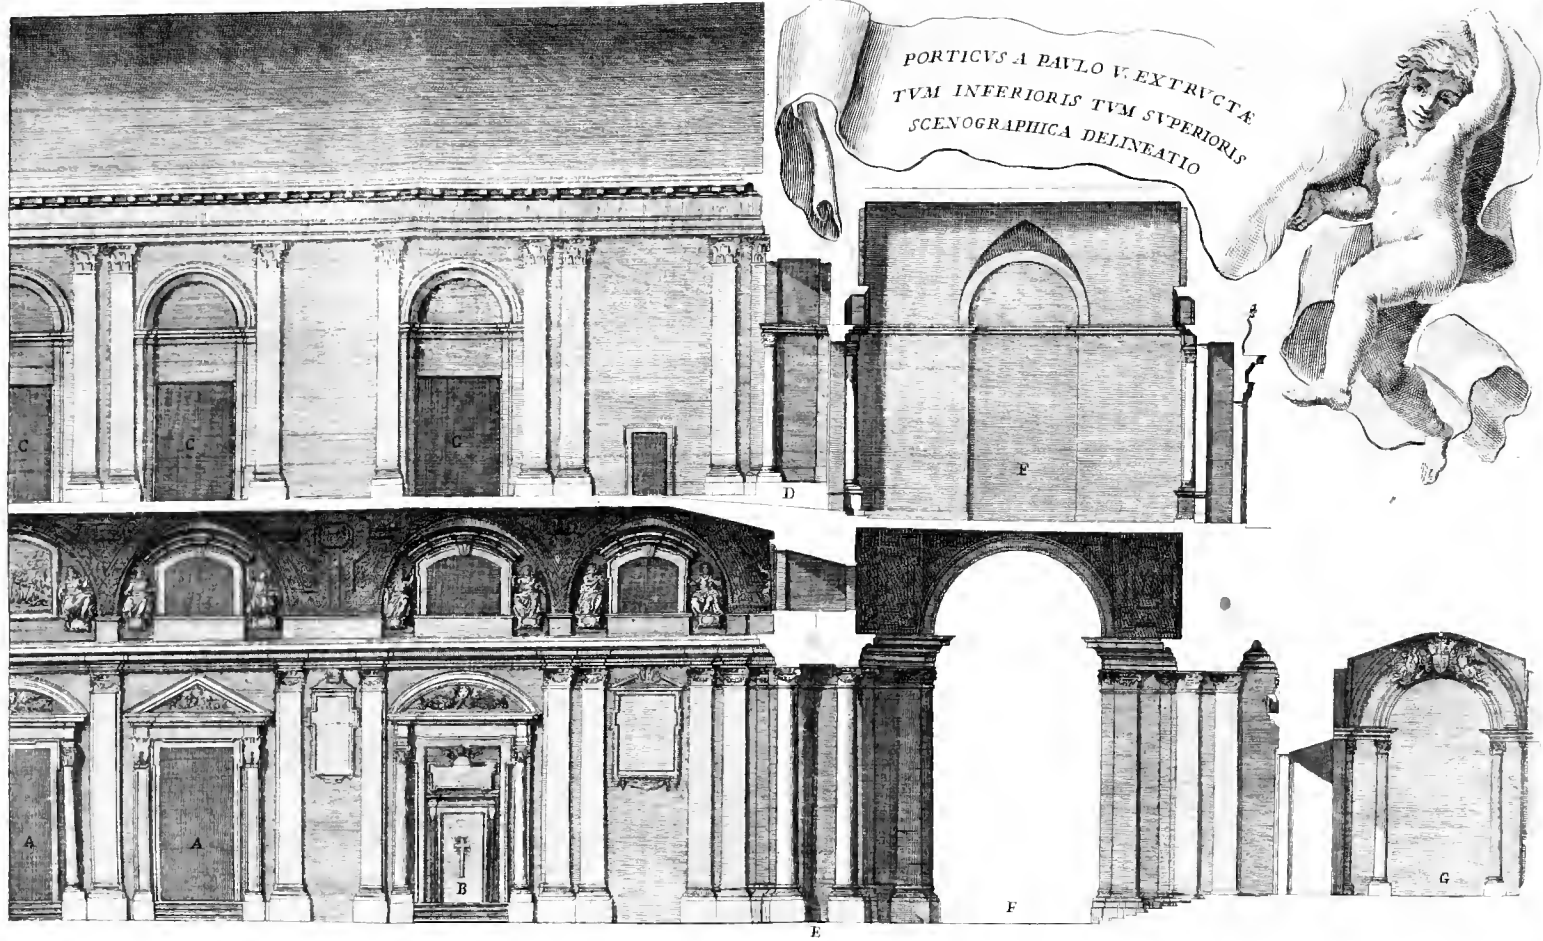 PORTICVS A PAVLO V. EXTRVCTÆ
TVM INFERIORIS TVM SVPERIORIS
SCENOGRAPHICA DELINEATIO
C
C
C
D
F
A
A
B
E
F
G